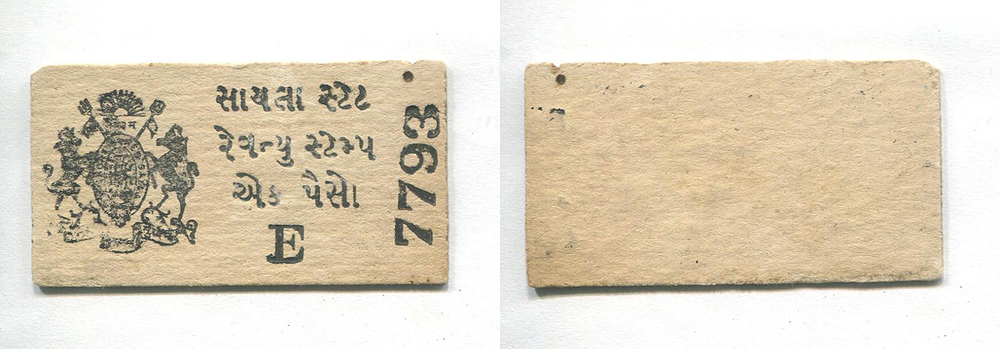 સાયલા સ્ટેટ
રેવન્યુ સ્ટેમ્પ
એક પૈસો
E
7793